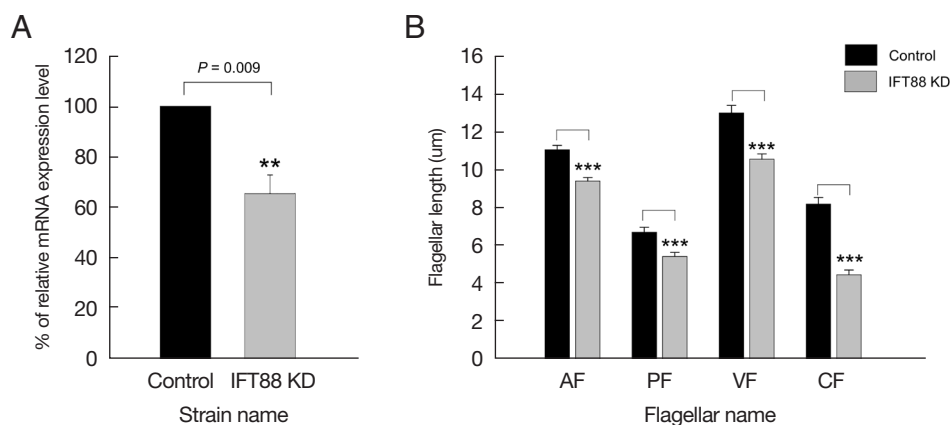 A
% of relative mRNA expression level
120
100
80
60
40
20
0
P = 0.009
**
Control IFT88 KD
Strain name
B
Flagellar length (um)
16
14
12
10
8
6
4
2
0
Control
IFT88 KD
***
***
***
***
AF PF VF CF
Flagellar name